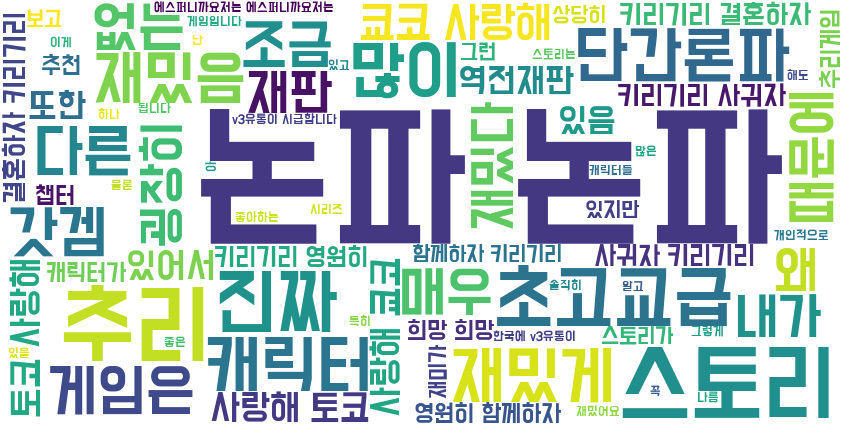 에스퍼니까요저는 에스퍼니까요저는
쿄코 사랑해
상당히
키리기리 결혼하자
보고
없는
게임입니다
난
조금
그런
단간론파
추리게임
이게
재밌음
있고
많이
스토리는
해도
추천
재판
역전재판
키리기리 사귀자
결혼하자 키리기리
또한
됩니다
하나
v3유통이 시급합니다
재밌다
있음
때문에
다른
굉장히
논파논파
많은
아
캐릭터들
물론
챕터
좋아하는
시리즈
있지만
갓겜
개인적으로
키리기리 영원히
함께하자 키리기리
사귀자 키리기리
왜
토코 사랑해
캐릭터가
있어서
사랑해 쿄코
매우
초고교급
솔직히
알고
내가
추리
진짜
특히
희망 희망
한국에 v3유통이
스토리가
그렇게
있는
좋은
캐릭터
재미가
재밌게
스토리
게임은
사랑해 토코
영원히 함께하자
재밌어요
꼭
나름